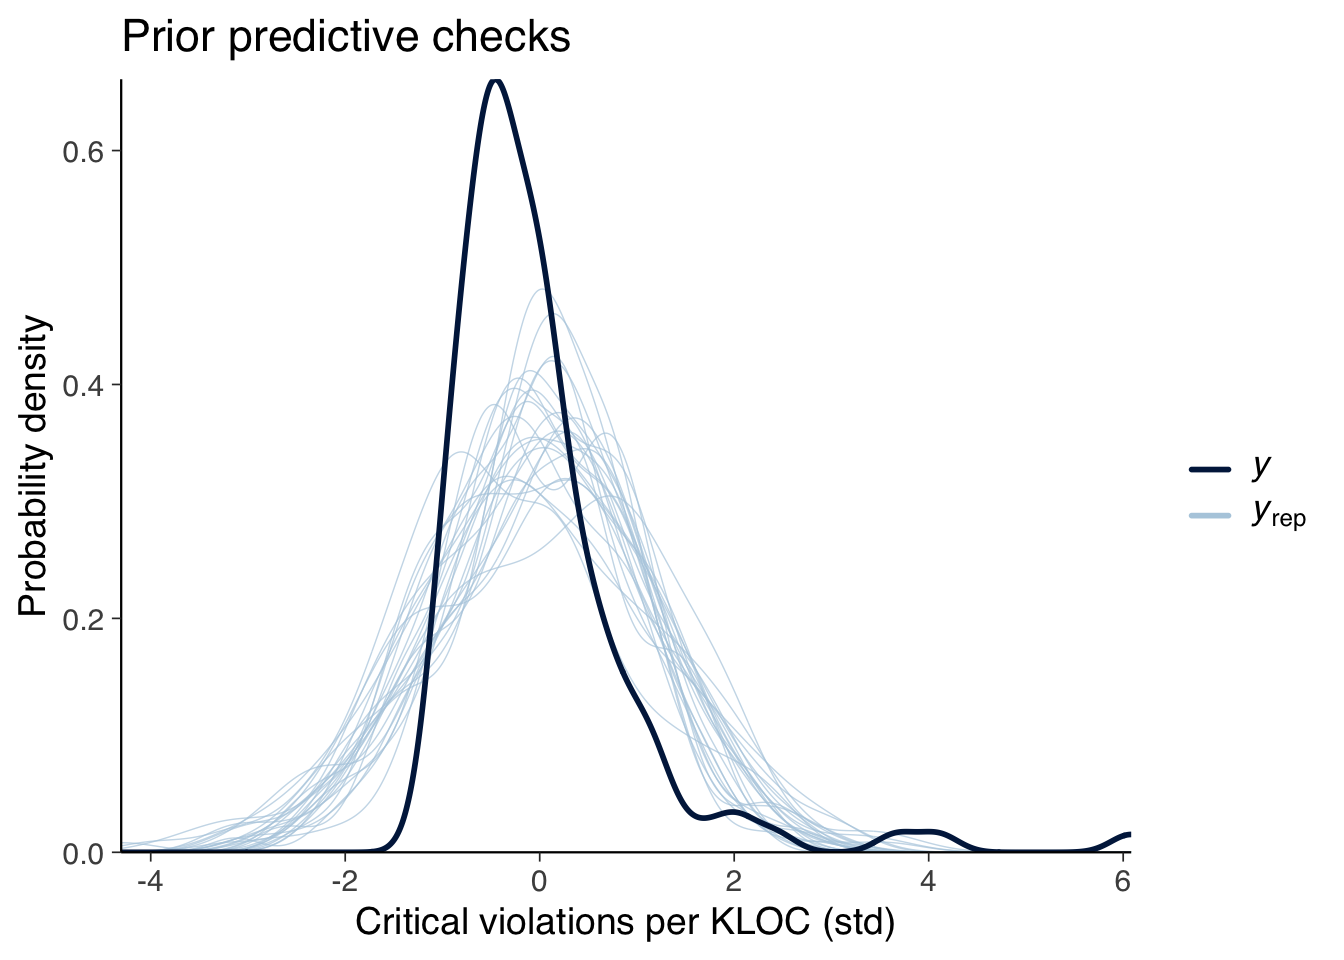 Prior predictive checks
Probability density
0.6
0.4
0.2
0.0
-4
-2
0
2
4
6
Critical violations per KLOC (std)
y
yrep